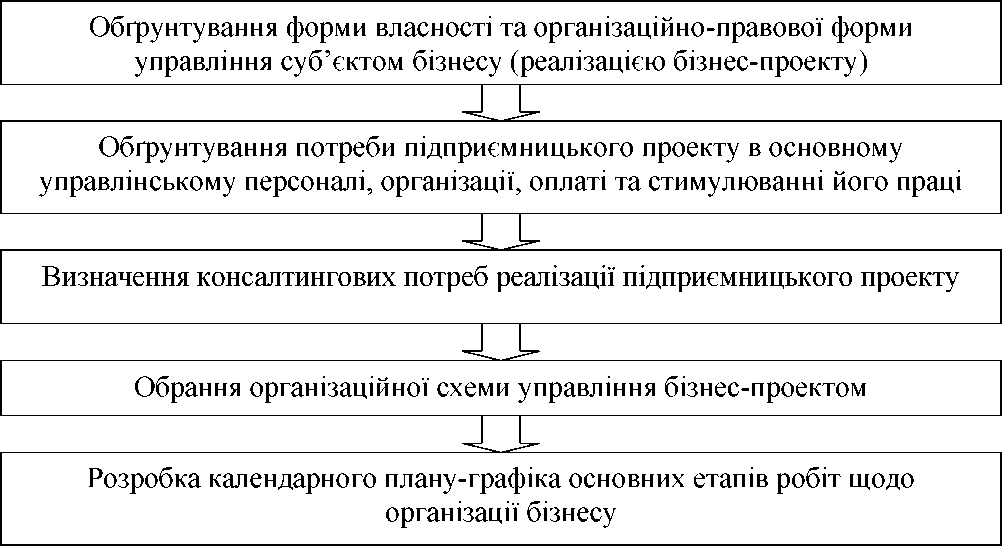 Обґрунтування форми власності та організаційно-правової форми
управління суб’єктом бізнесу (реалізацією бізнес-проекту)
Обґрунтування потреби підприємницького проекту в основному
управлінському персоналі, організації, оплаті та стимулюванні його праці
Визначення консалтингових потреб реалізації підприємницького проекту
Обрання організаційної схеми управління бізнес-проектом
Розробка календарного плану-графіка основних етапів робіт щодо
організації бізнесу